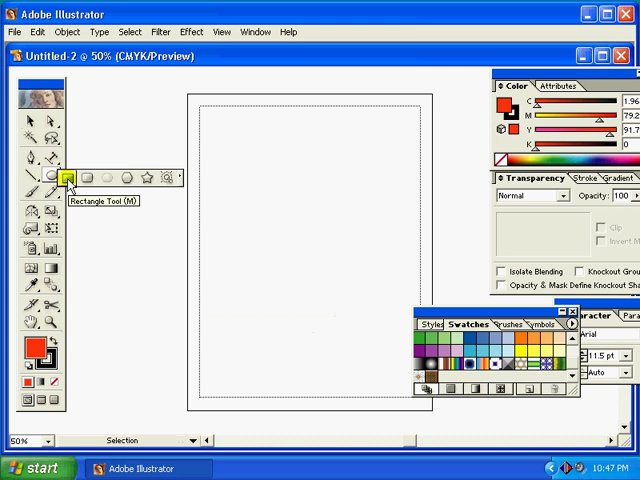 Adobe Illustrator
File Edit Object Type Select Filter Effect View Window Help
Untitled-2 @ 50% (CMYK/Preview)
Color Attributes
C 1.96
M 79.2
Y 91.7
K 0
Rectangle Tool (M)
Transparency Stroke Gradient
Normal Opacity: 100
Clip
Invert M
Isolate Blending Knockout Grou
Opacity & Mask Define Knockout Sha
Styles Swatches Brushes Symbols
aracter Para
Arial
11.5 pt
Auto
50% Selection
start Adobe Illustrator 10:47 PM